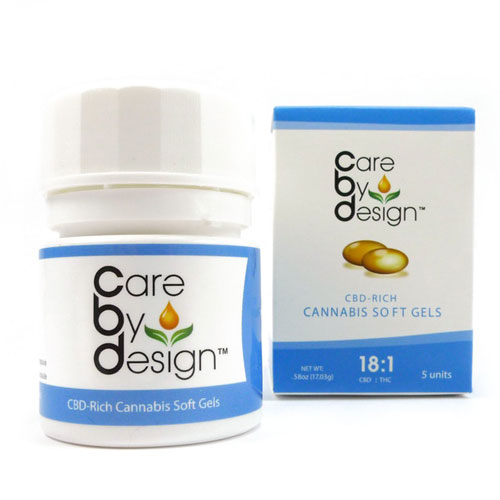 care
by
design™
CBD-Rich Cannabis Soft Gels
care
by
design™
CBD-RICH
CANNABIS SOFT GELS
NET WT.
.58oz (17.03g)
18:1
CBD : THC
5 units